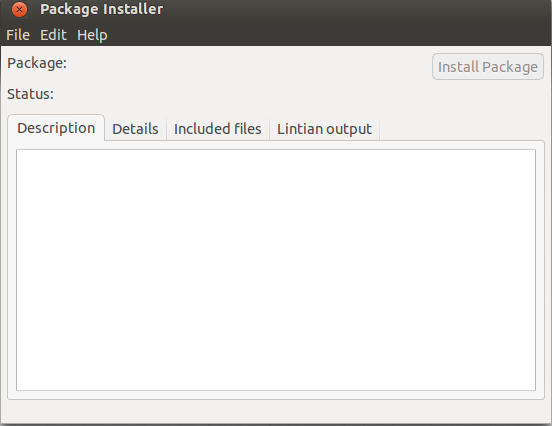 Package Installer
File Edit Help
Package:
Install Package
Status:
Description Details Included files Lintian output